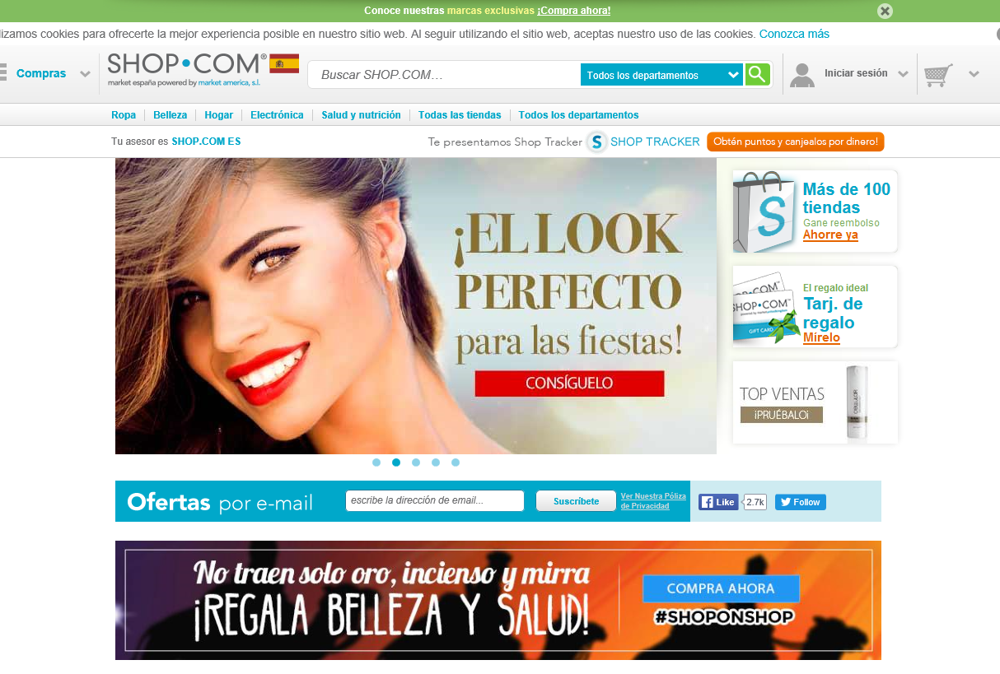 Conoce nuestras marcas exclusivas ¡Compra ahora!
lizamos cookies para ofrecerte la mejor experiencia posible en nuestro sitio web. Al seguir utilizando el sitio web, aceptas nuestro uso de las cookies. Conozca más
Compras
SHOP•COM®
market españa powered by market america, s.l.
Buscar SHOP.COM...
Todos los departamentos
Iniciar sesión
Ropa
Belleza
Hogar
Electrónica
Salud y nutrición
Todas las tiendas
Todos los departamentos
Tu asesor es SHOP.COM ES
Te presentamos Shop Tracker S SHOP TRACKER
Obtén puntos y canjealos por dinero!
¡EL LOOK
PERFECTO
para las fiestas!
CONSÍGUELO
S
Más de 100
tiendas
Gane reembolso
Ahorre ya
SHOP•COM™
GIFT CARD
El regalo ideal
Tarj. de
regalo
Mírelo
TOP VENTAS
¡PRUÉBALO¡
CELLULAR
Ofertas por e-mail
escribe la dirección de email...
Suscríbete
Ver Nuestra Póliza
de Privacidad
Like
2.7k
Follow
No traen solo oro, incienso y mirra
¡REGALA BELLEZA Y SALUD!
COMPRA AHORA
#SHOPONSHOP